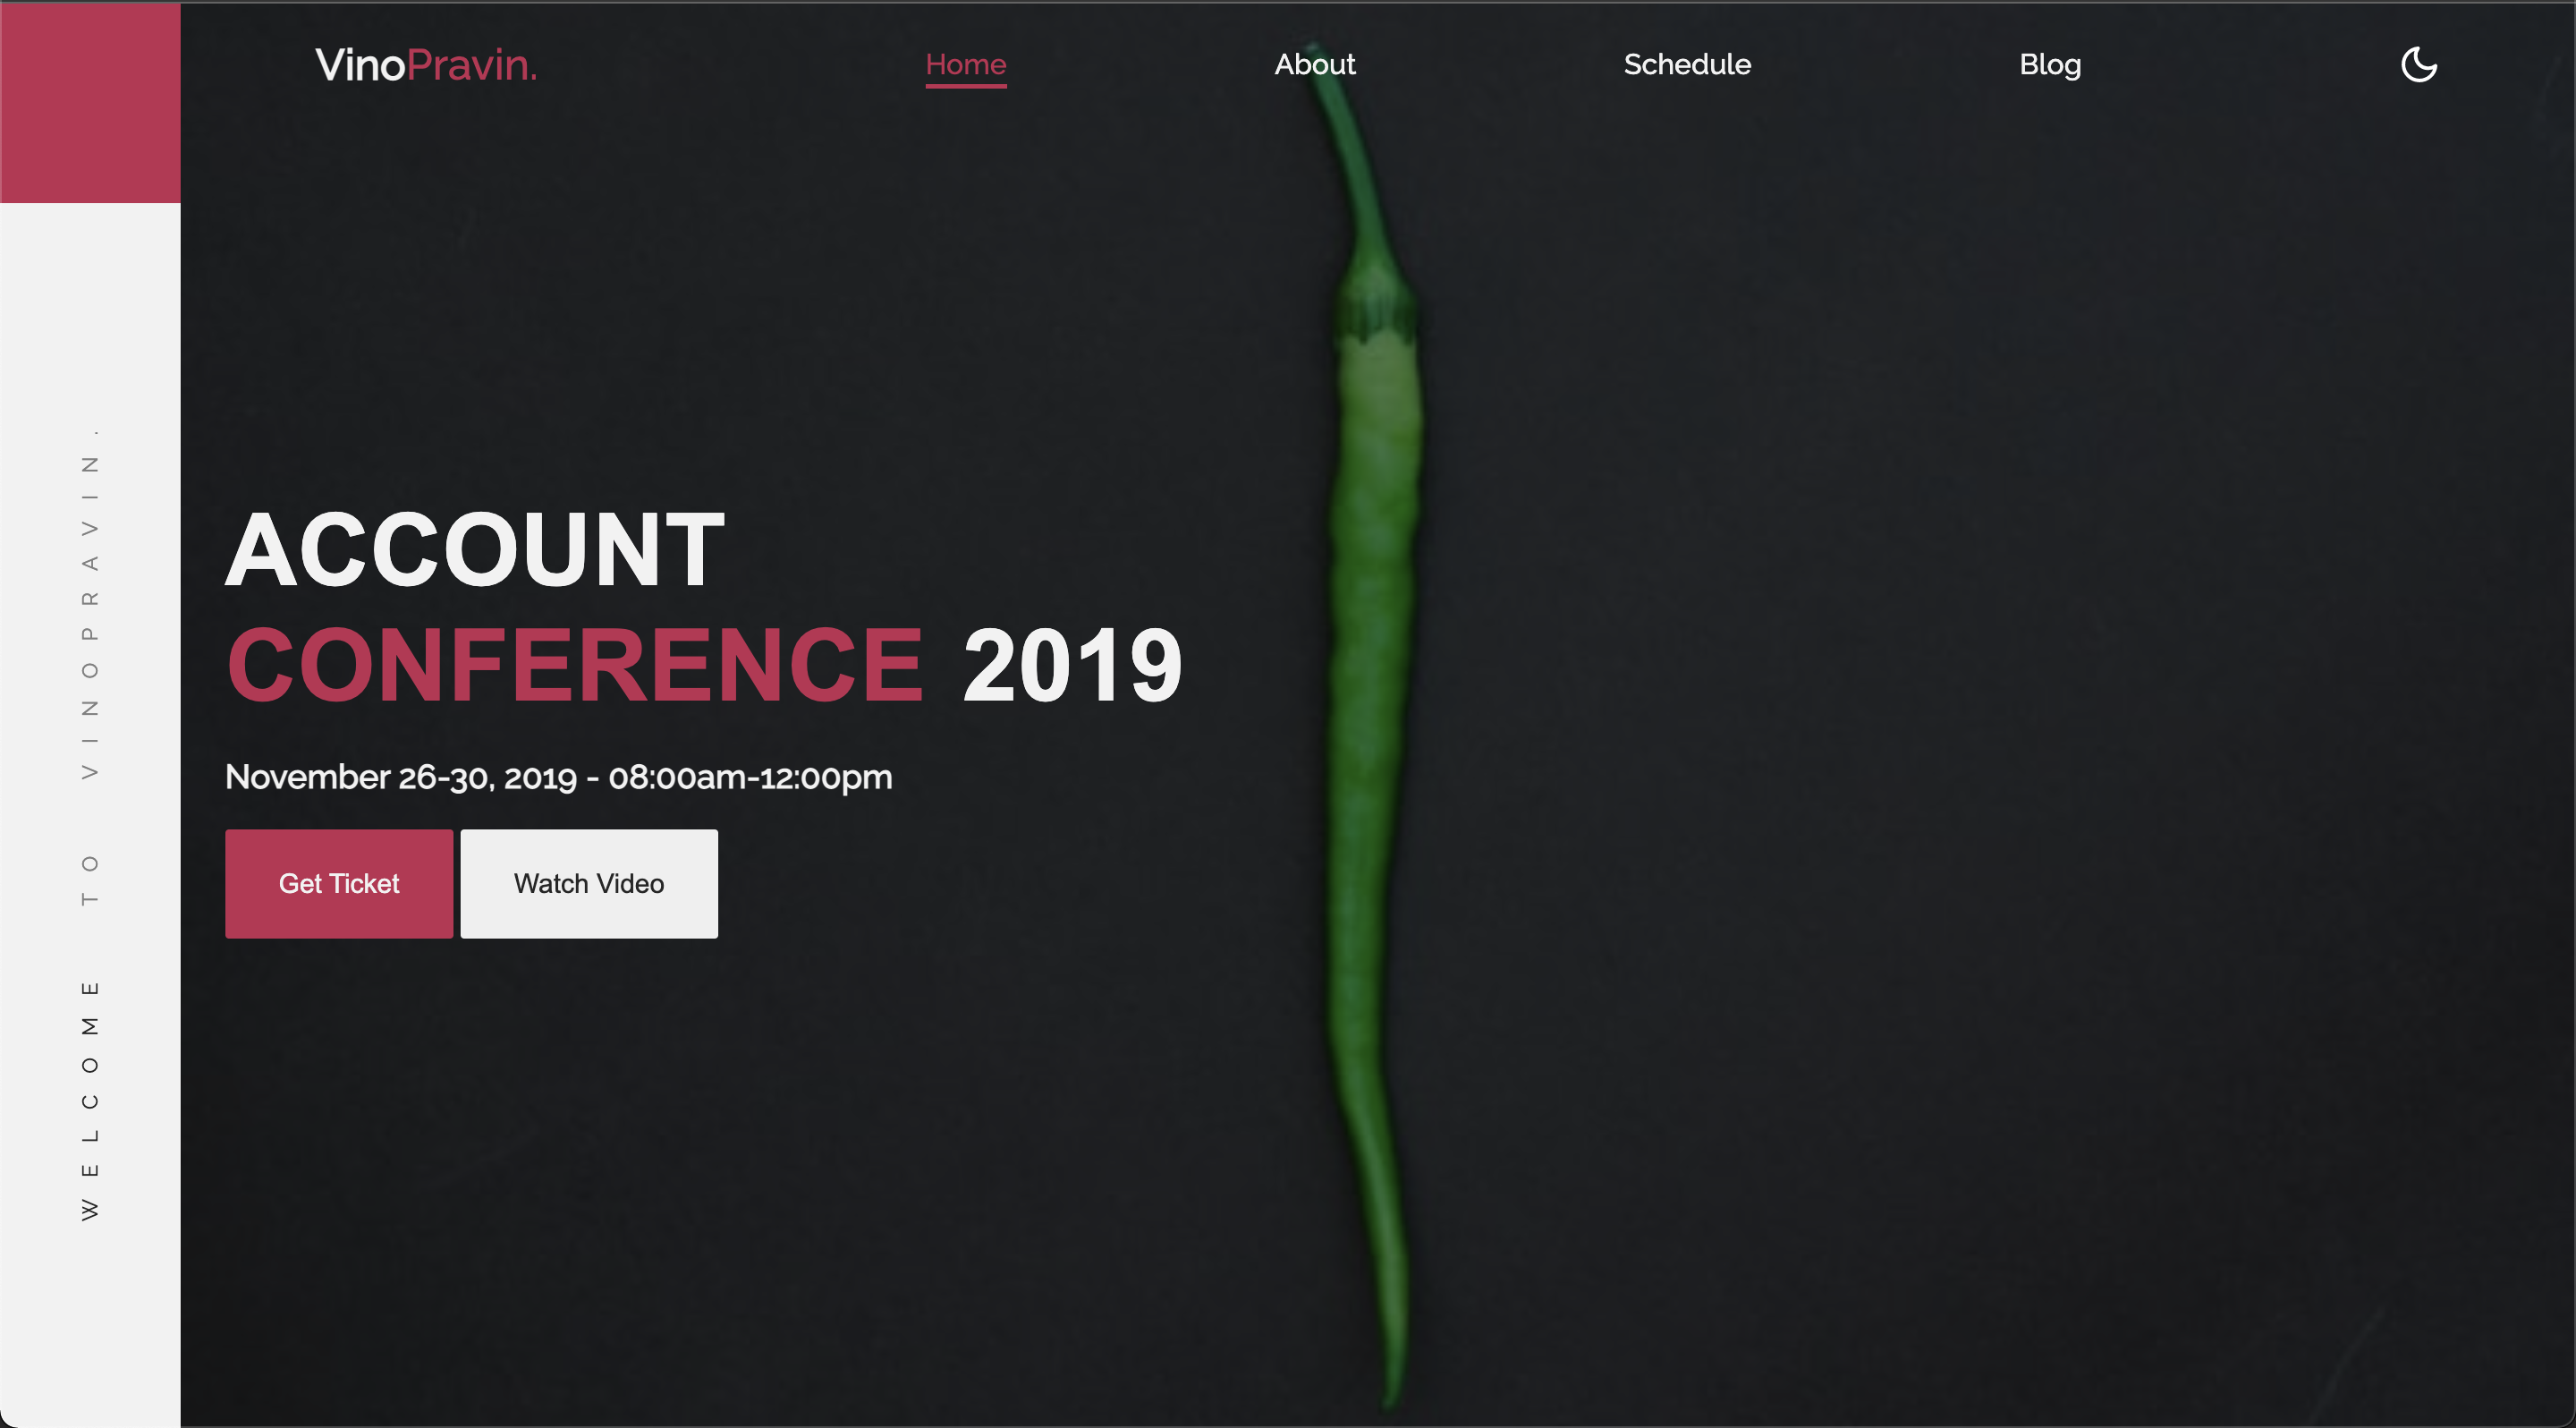 VinoPravin.
Home
About
Schedule
Blog
WELCOME TO VINOPRAVIN.
ACCOUNT
CONFERENCE 2019
November 26-30, 2019 - 08:00am-12:00pm
Get Ticket
Watch Video